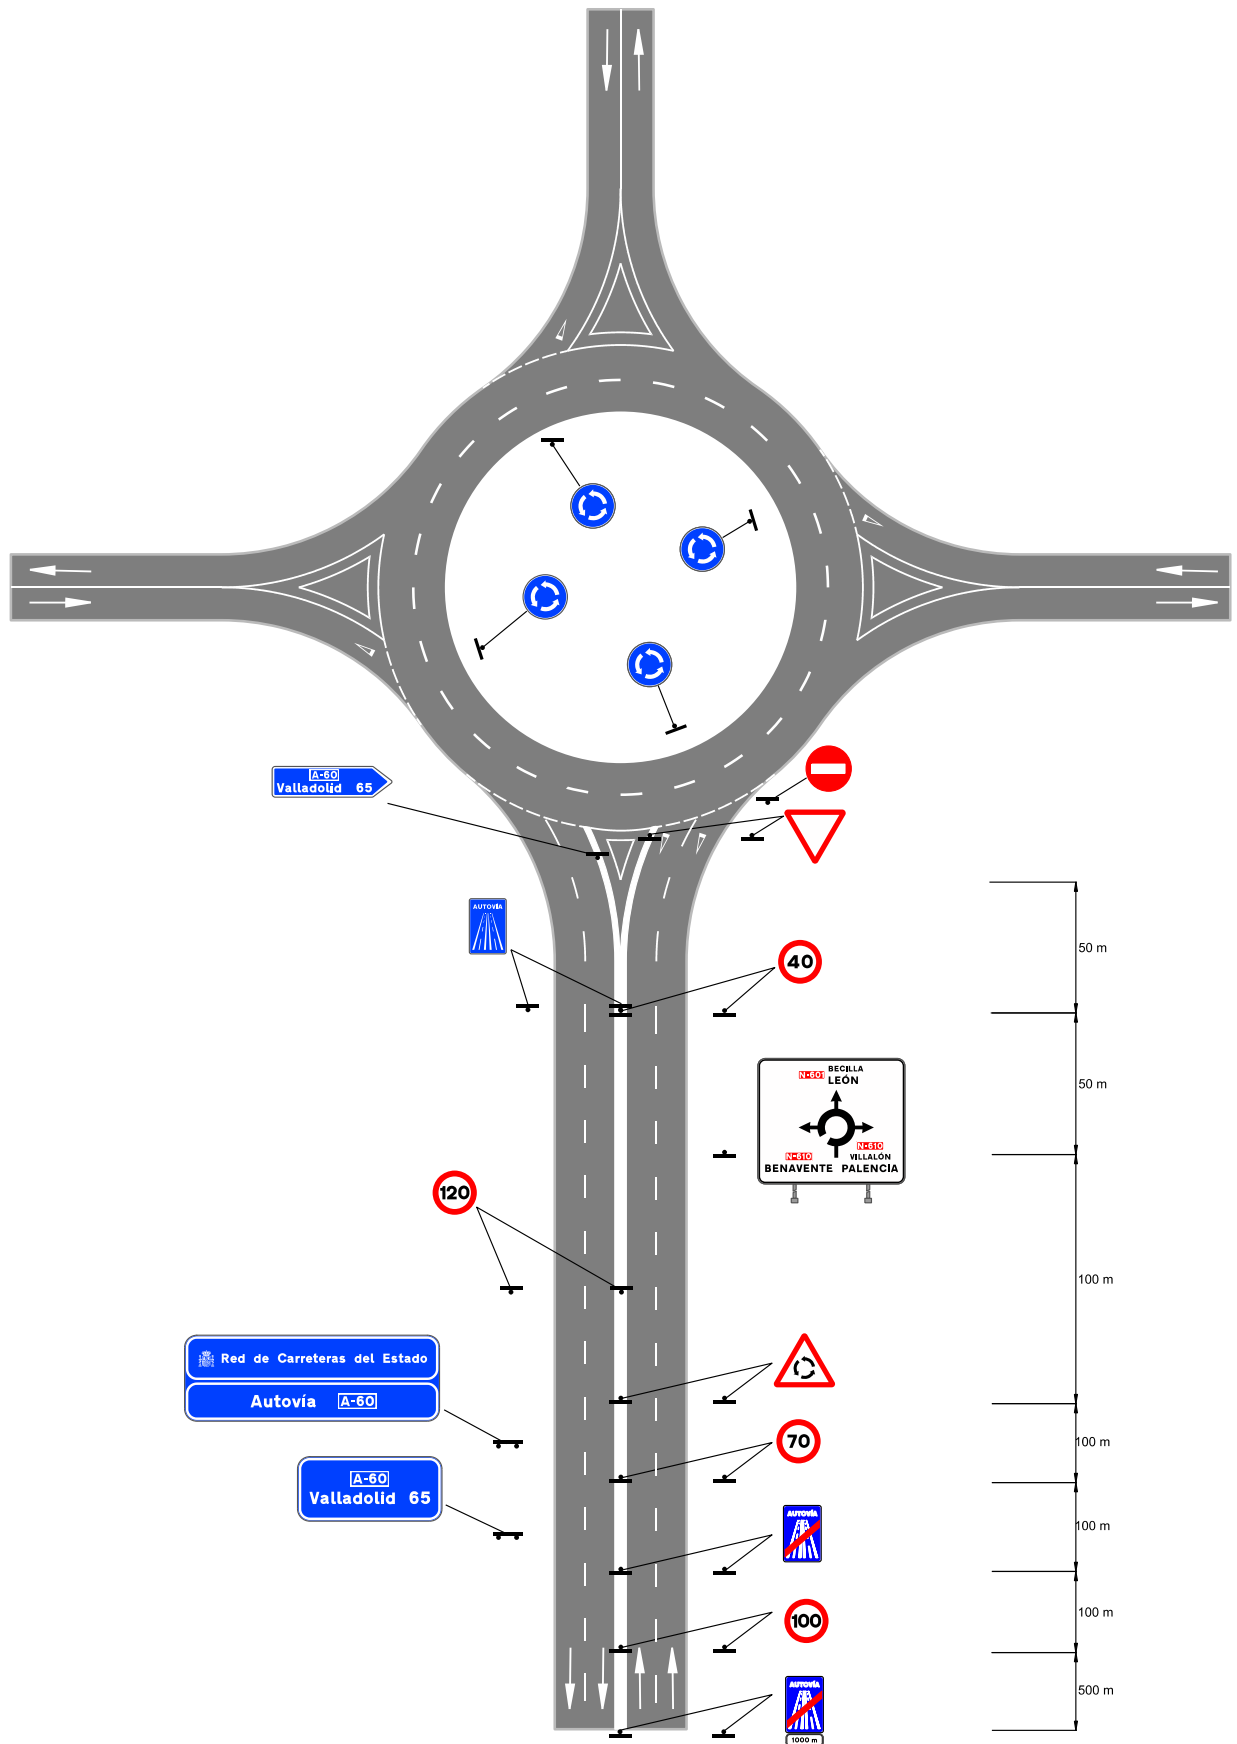 A-60
Valladolid 65
AUTOVÍA
40
50 m
50 m
N-601
BECILLA
LEÓN
N-610
N-610
VILLALÓN
BENAVENTE PALENCIA
120
100 m
Red de Carreteras del Estado
Autovía A-60
70
100 m
A-60
Valladolid 65
AUTOVÍA
100 m
100
100 m
AUTOVÍA
1000 m
500 m